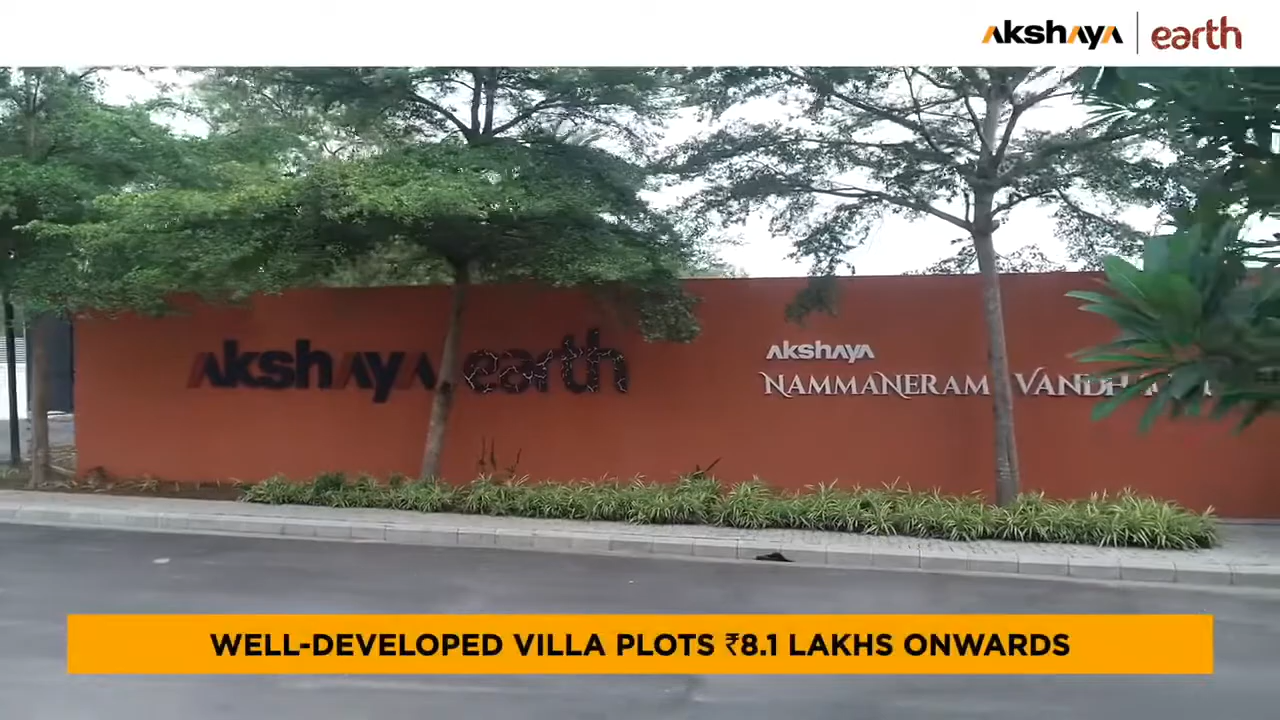 Akshaya earth
Akshaya earth
Akshaya
NAMMANERAM
WELL-DEVELOPED VILLA PLOTS ₹8.1 LAKHS ONWARDS